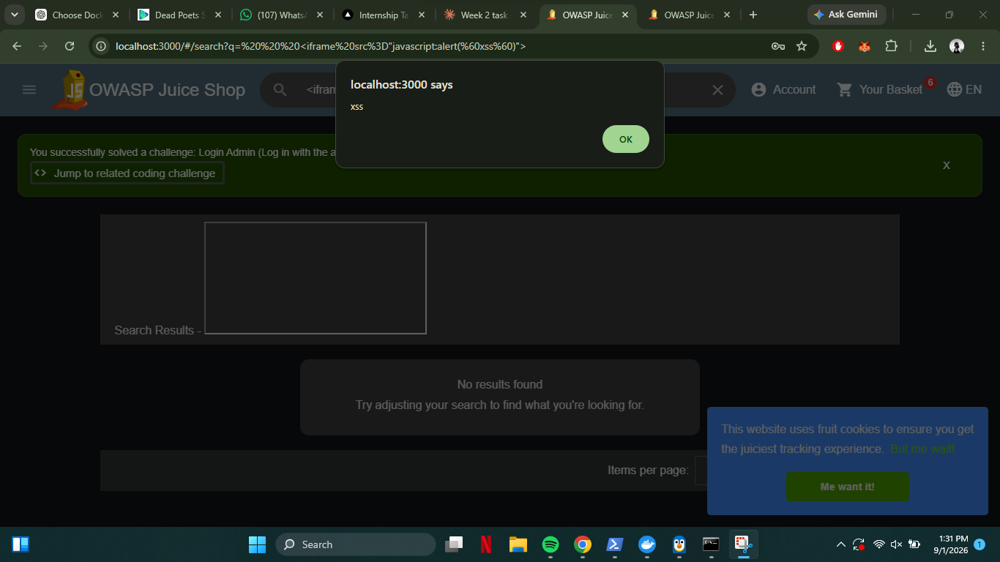 Choose Dock
Dead Poets S
(107) WhatsA
Internship Ta
Week 2 task
OWASP Juice
OWASP Juice
Ask Gemini
localhost:3000/#/search?q=%20%20%20<iframe%20src%3D"javascript:alert(%60xss%60)">
localhost:3000 says
xss
OK
OWASP Juice Shop
<ifran
Account
Your Basket
6
EN
You successfully solved a challenge: Login Admin (Log in with the a
X
<> Jump to related coding challenge
Search Results -
No results found
Try adjusting your search to find what you're looking for.
This website uses fruit cookies to ensure you get
the juiciest tracking experience. But me wait!
Me want it!
Items per page:
Search
1:31 PM
9/1/2026
1